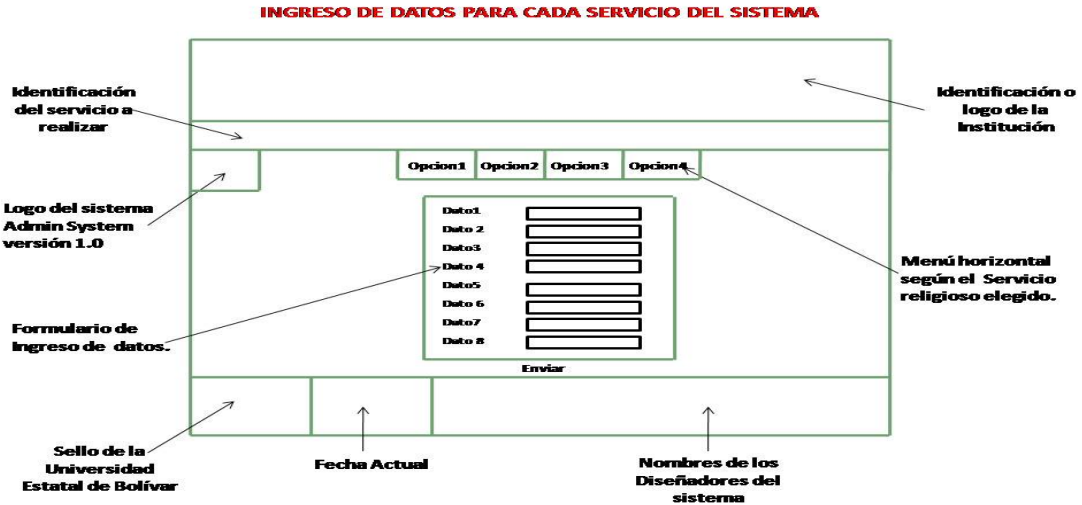 INGRESO DE DATOS PARA CADA SERVICIO DEL SISTEMA
Identificación
del servicio a
realizar
Identificación o
logo de la
Institución
Opcion1
Opcion2
Opcion3
Opcion4
Logo del sistema
Admin System
versión 1.0
Dato1
Dato 2
Dato3
Dato 4
Dato5
Dato 6
Dato7
Dato 8
Menú horizontal
según el Servicio
religioso elegido.
Formulario de
Ingreso de datos.
Enviar
Sello de la
Universidad
Estatal de Bolívar
Fecha Actual
Nombres de los
Diseñadores del
sistema